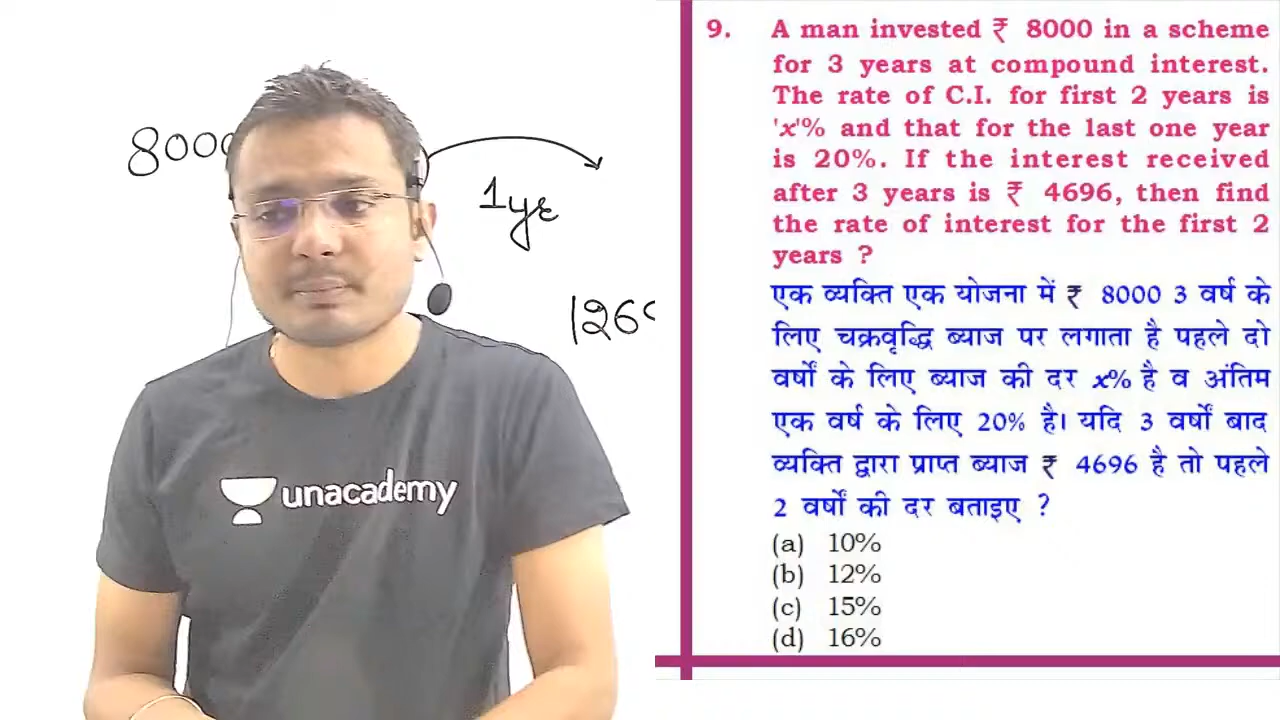 9. A man invested ₹ 8000 in a scheme
for 3 years at compound interest.
The rate of C.I. for first 2 years is
'x'% and that for the last one year
is 20%. If the interest received
after 3 years is ₹ 4696, then find
the rate of interest for the first 2
years ?
एक व्यक्ति एक योजना में ₹ 8000 3 वर्ष के
लिए चक्रवृद्धि ब्याज पर लगाता है पहले दो
वर्षों के लिए ब्याज की दर x% है व अंतिम
एक वर्ष के लिए 20% है। यदि 3 वर्षों बाद
व्यक्ति द्वारा प्राप्त ब्याज ₹ 4696 है तो पहले
2 वर्षों की दर बताइए ?
(a) 10%
(b) 12%
(c) 15%
(d) 16%
8000
1yr
126
unacademy